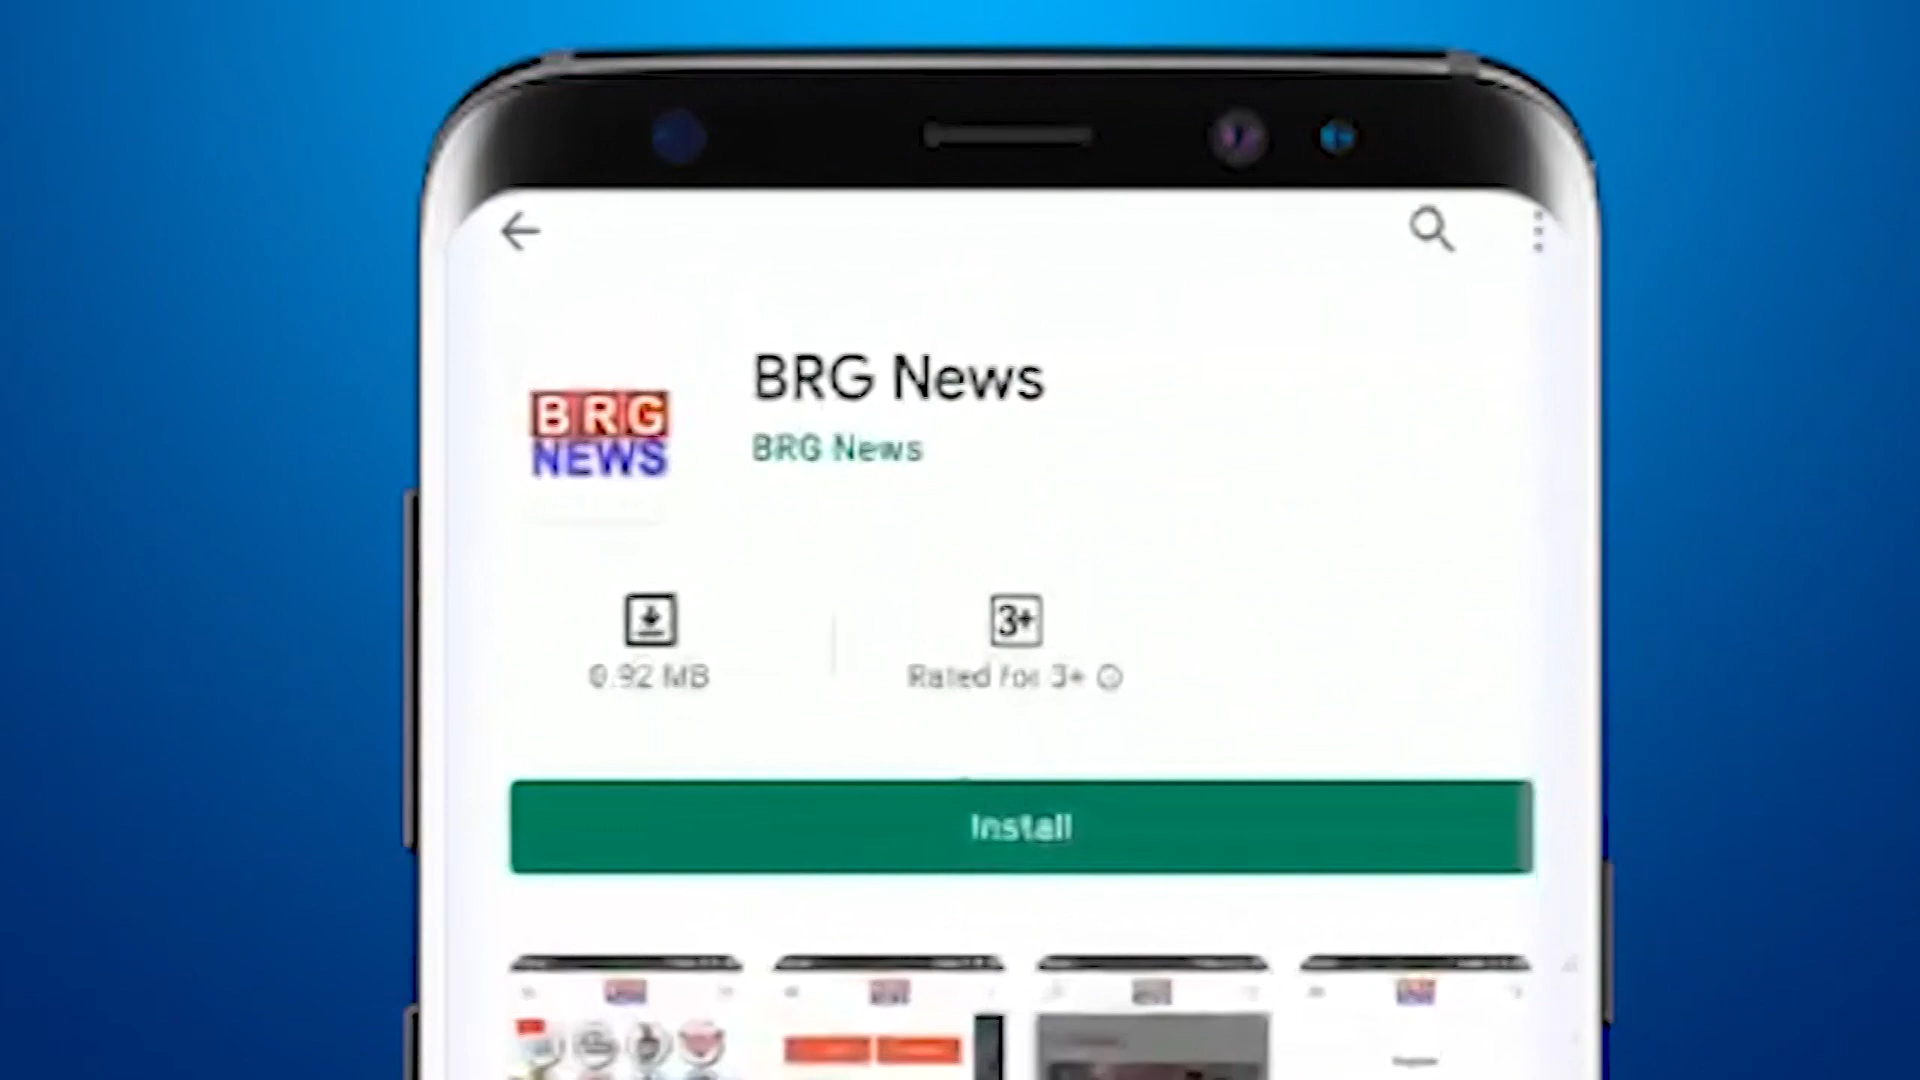 BRG News
BRG
NEWS
BRG News
3+
0.92 MB
Rated for 3+
Install